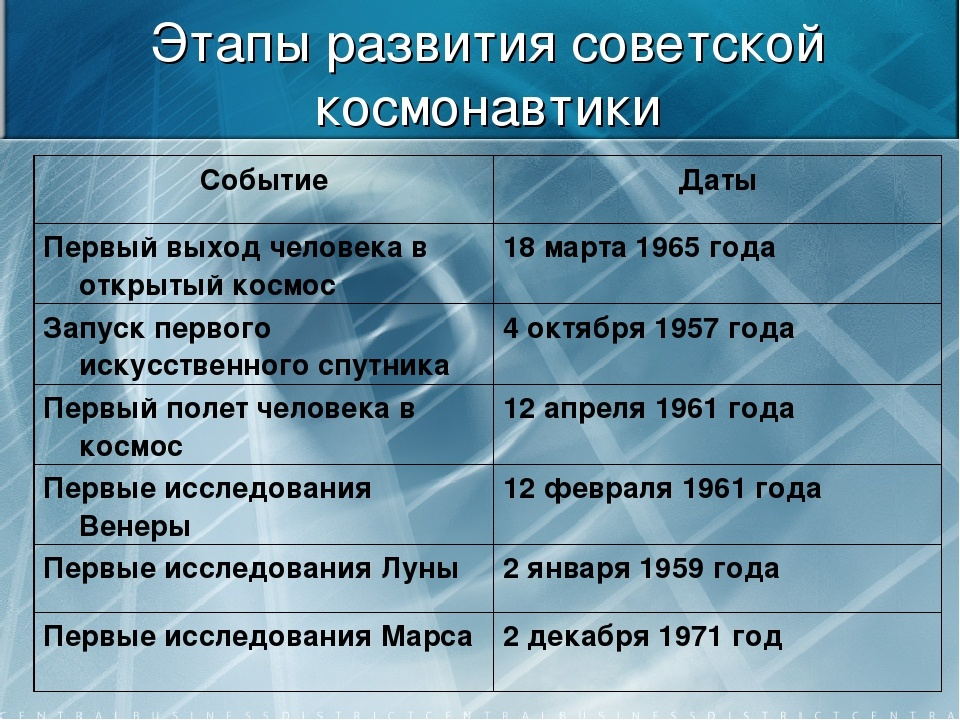 Этапы развития советской
космонавтики
Событие Даты
Первый выход человека в 18 марта 1965 года
открытый космос
Запуск первого 4 октября 1957 года
искусственного спутника
Первый полет человека в 12 апреля 1961 года
космос
Первые исследования 12 февраля 1961 года
Венеры
Первые исследования Луны 2 января 1959 года
Первые исследования Марса 2 декабря 1971 год
C E N T R A L B U S I N E S S D I S T R I C T C E N T R A L B U S I N E S S D I S T R I C T C E N T R A